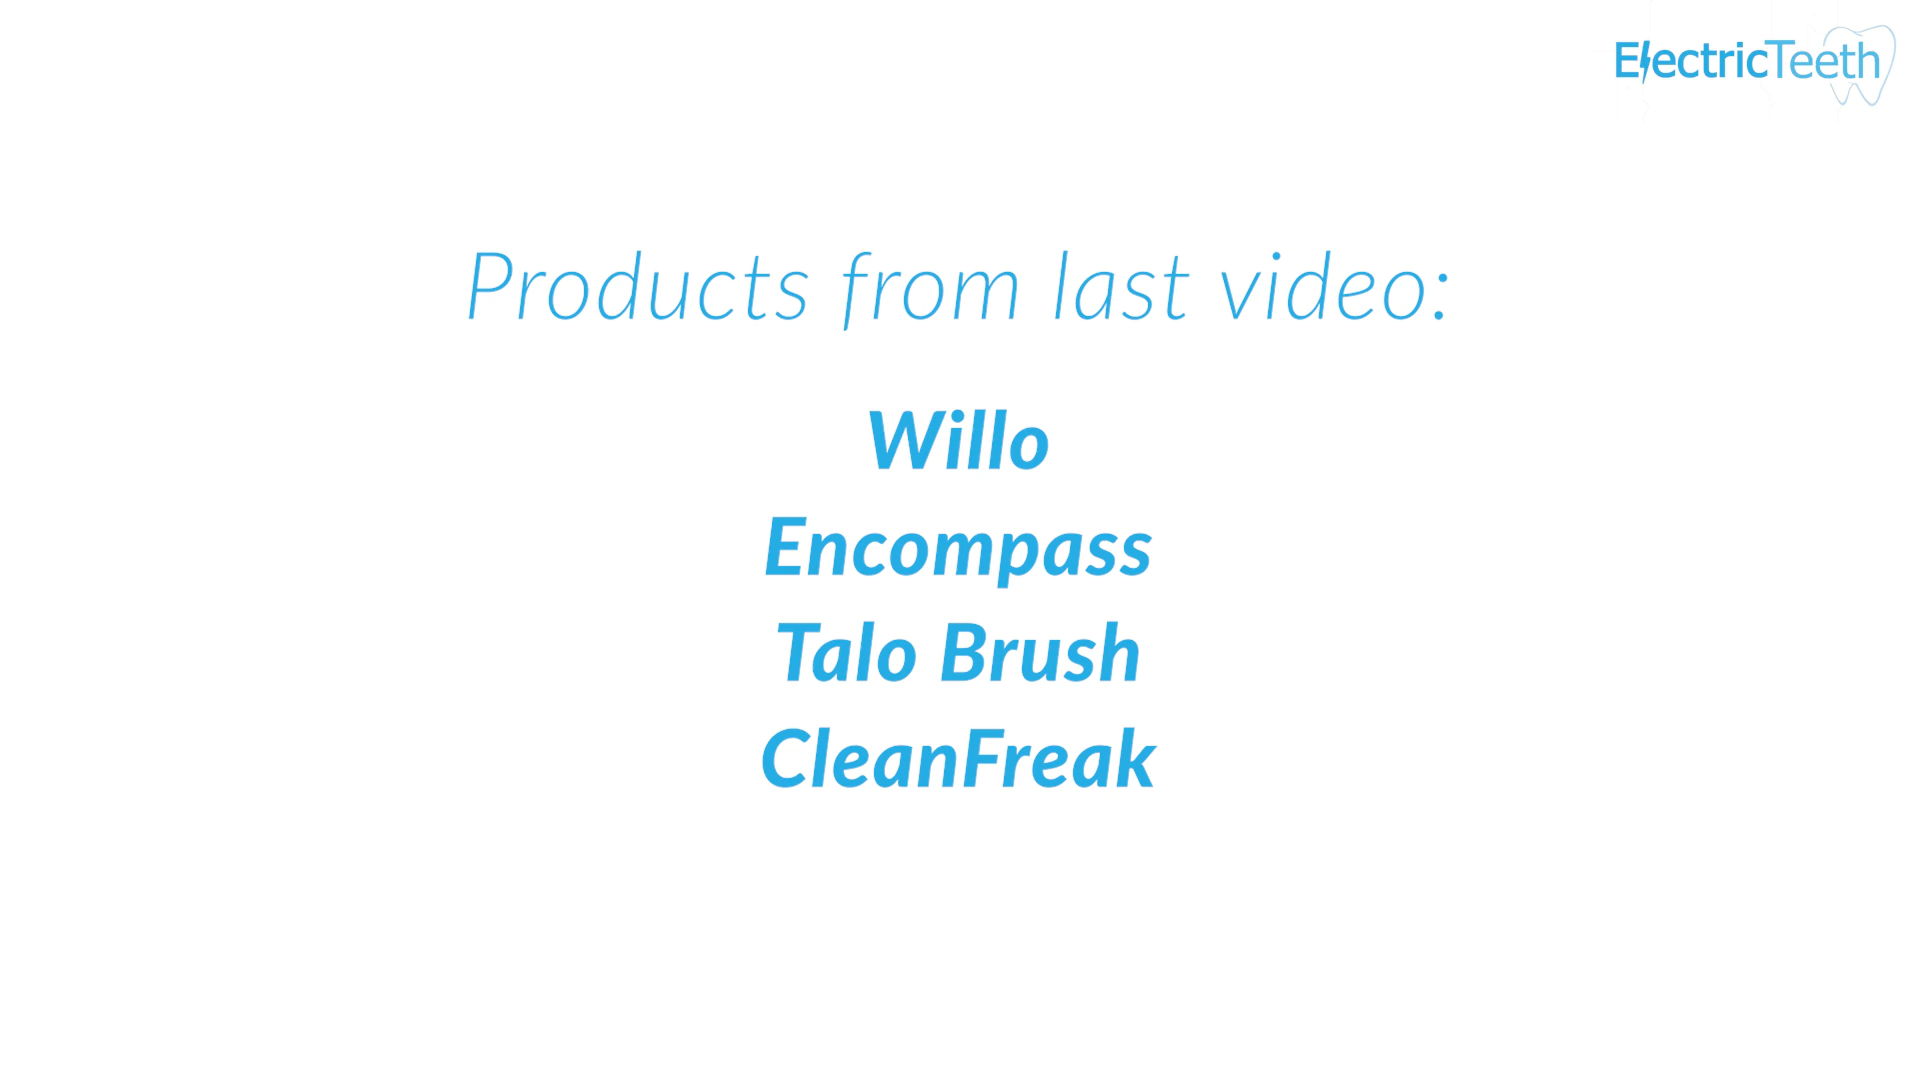 ElectricTeeth
Products from last video:
Willo
Encompass
Talo Brush
CleanFreak